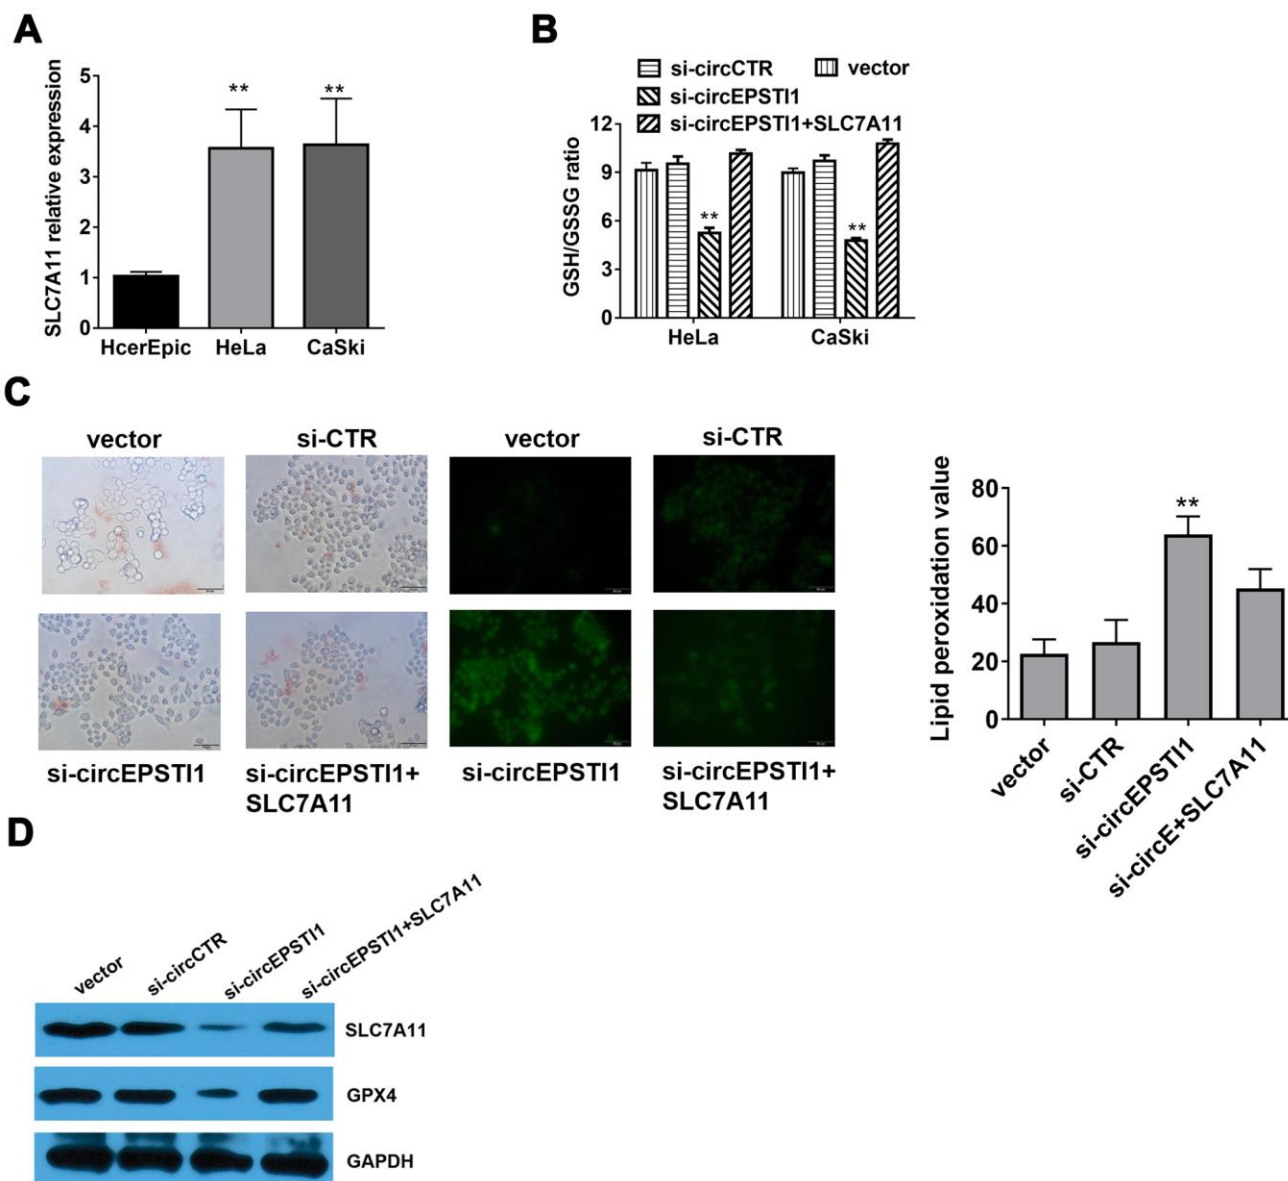 A
SLC7A11 relative expression
5
4
3
2
1
0
**
**
HcerEpic HeLa CaSki
B
si-circCTR vector
si-circEPSTI1
si-circEPSTI1+SLC7A11
GSH/GSSG ratio
12
9
6
3
0
**
**
HeLa CaSki
C
vector si-CTR vector si-CTR
si-circEPSTI1 si-circEPSTI1+ si-circEPSTI1 si-circEPSTI1+
SLC7A11 SLC7A11
Lipid peroxidation value
80
60
40
20
0
**
vector
si-CTR
si-circEPSTI1
si-circE+SLC7A11
D
vector
si-circCTR
si-circEPSTI1
si-circEPSTI1+SLC7A11
SLC7A11
GPX4
GAPDH